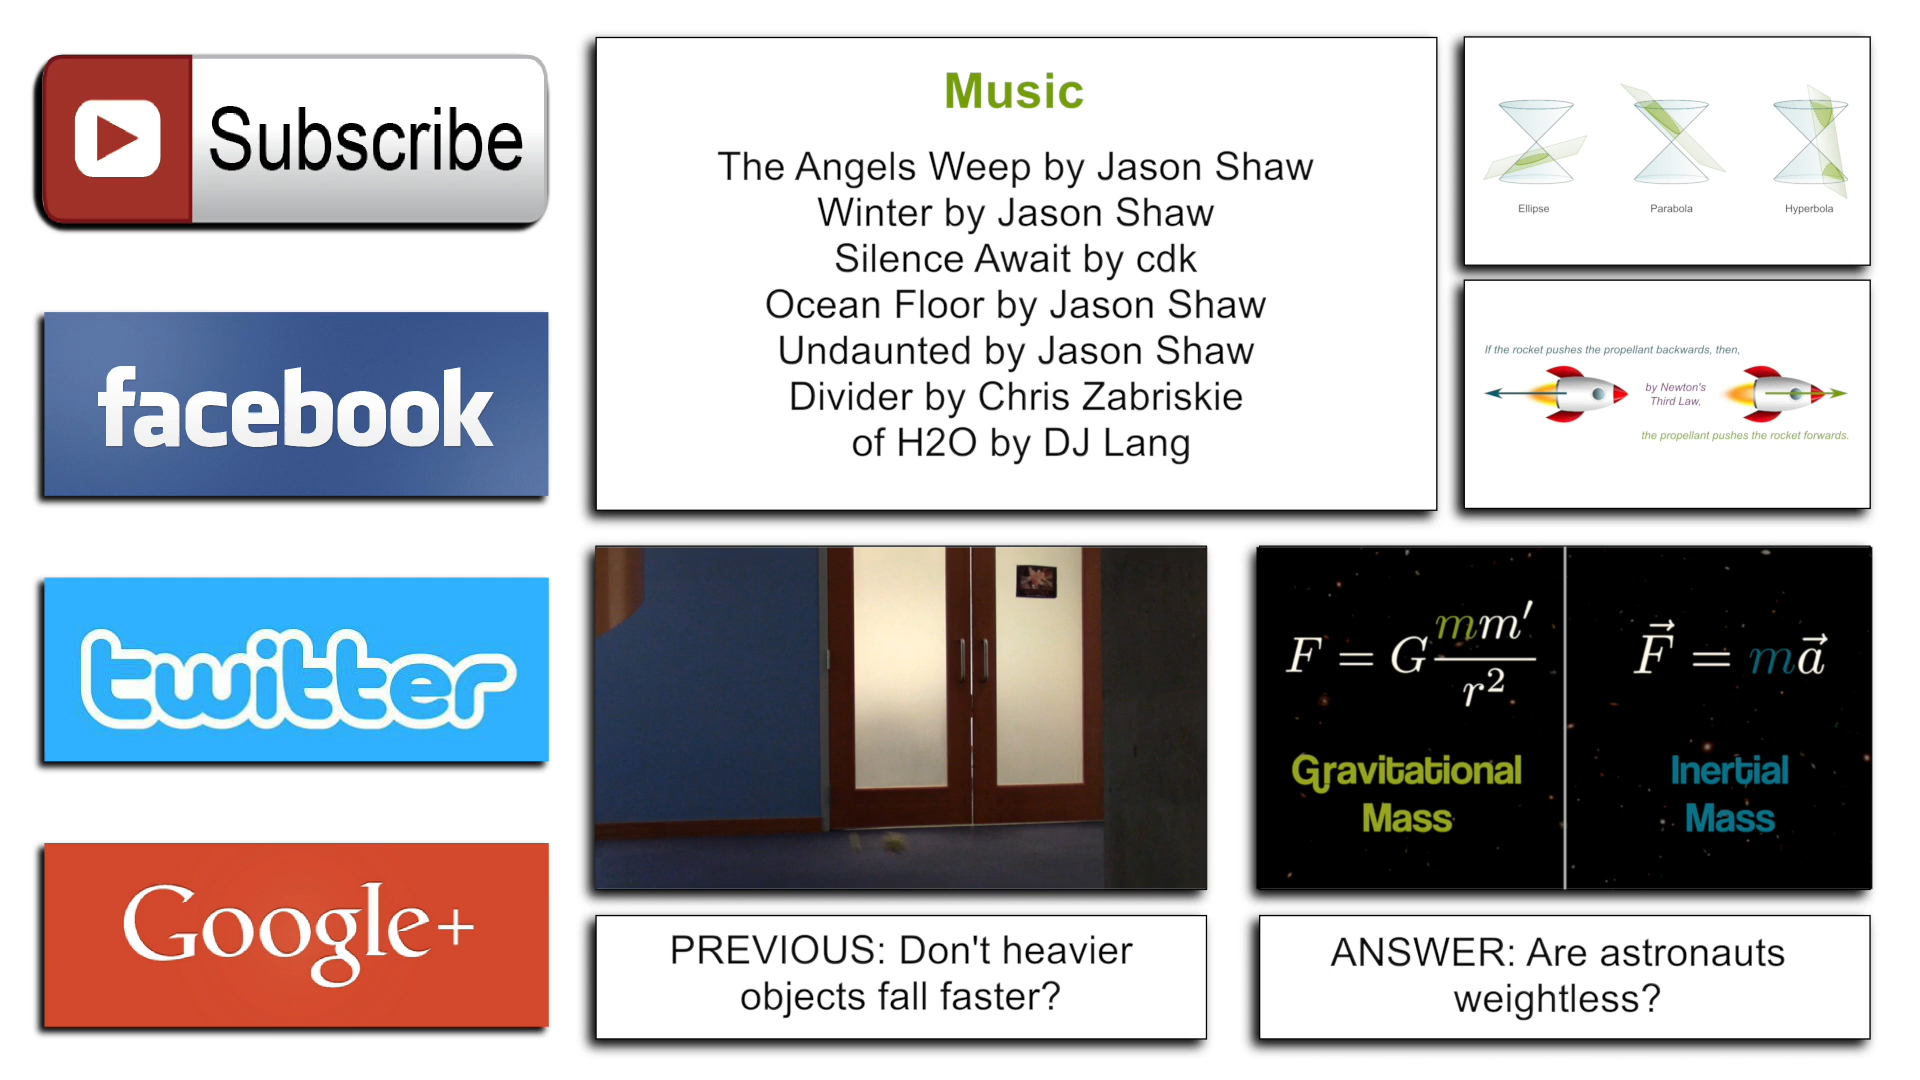 Subscribe
facebook
twitter
Google+
Music
The Angels Weep by Jason Shaw
Winter by Jason Shaw
Silence Await by cdk
Ocean Floor by Jason Shaw
Undaunted by Jason Shaw
Divider by Chris Zabriskie
of H2O by DJ Lang
Ellipse
Parabola
Hyperbola
If the rocket pushes the propellant backwards, then,
by Newton's
Third Law,
the propellant pushes the rocket forwards.
PREVIOUS: Don't heavier
objects fall faster?
F = G mm′ / r²
Gravitational
Mass
F⃗ = ma⃗
Inertial
Mass
ANSWER: Are astronauts
weightless?